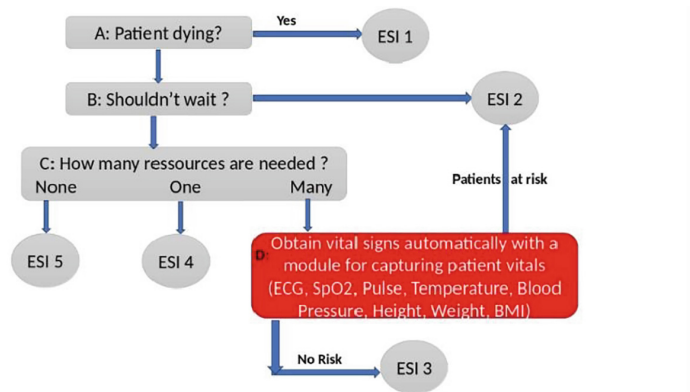 A: Patient dying?
Yes
ESI 1
B: Shouldn't wait ?
ESI 2
C: How many ressources are needed ?
None One Many
Patients at risk
ESI 5
ESI 4
D: Obtain vital signs automatically with a
module for capturing patient vitals
(ECG, SpO2, Pulse, Temperature, Blood
Pressure, Height, Weight, BMI)
No Risk
ESI 3